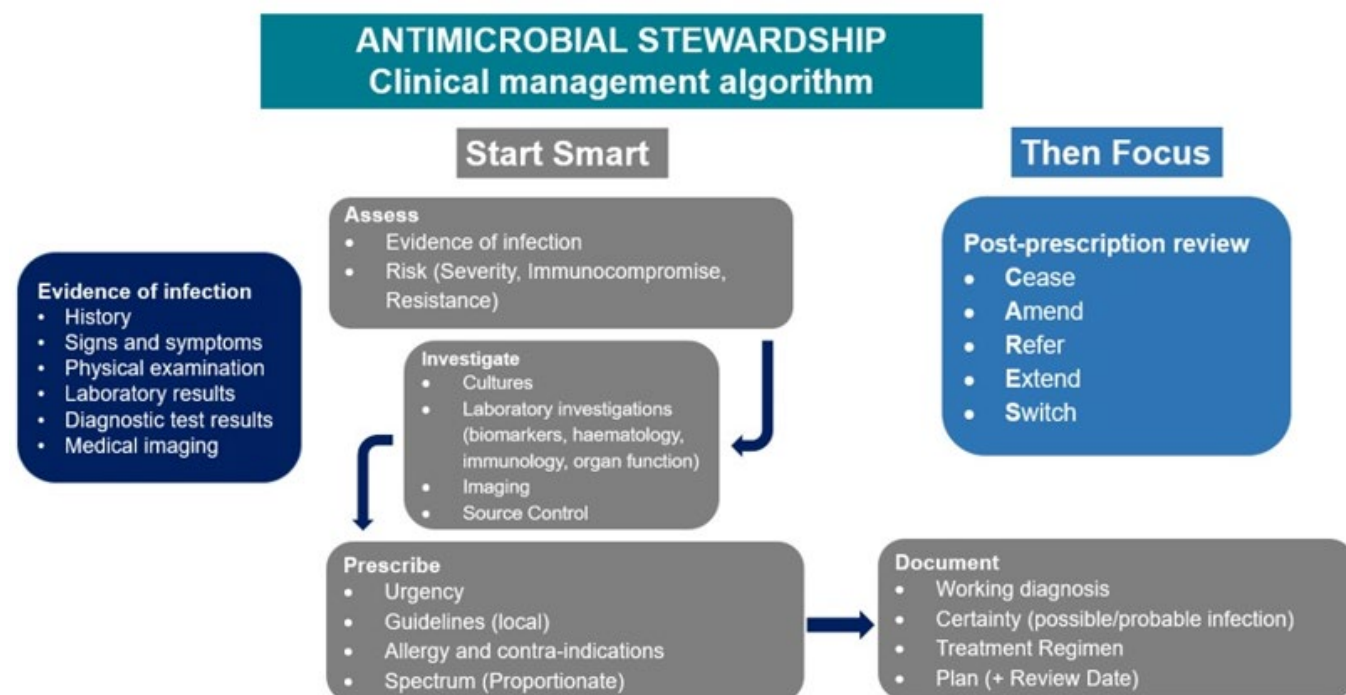 ANTIMICROBIAL STEWARDSHIP
Clinical management algorithm
Start Smart
Then Focus
Assess
• Evidence of infection
• Risk (Severity, Immunocompromise,
Resistance)
Evidence of infection
• History
• Signs and symptoms
• Physical examination
• Laboratory results
• Diagnostic test results
• Medical imaging
Investigate
• Cultures
• Laboratory investigations
(biomarkers, haematology,
immunology, organ function)
• Imaging
• Source Control
Prescribe
• Urgency
• Guidelines (local)
• Allergy and contra-indications
• Spectrum (Proportionate)
Document
• Working diagnosis
• Certainty (possible/probable infection)
• Treatment Regimen
• Plan (+ Review Date)
Post-prescription review
• Cease
• Amend
• Refer
• Extend
• Switch